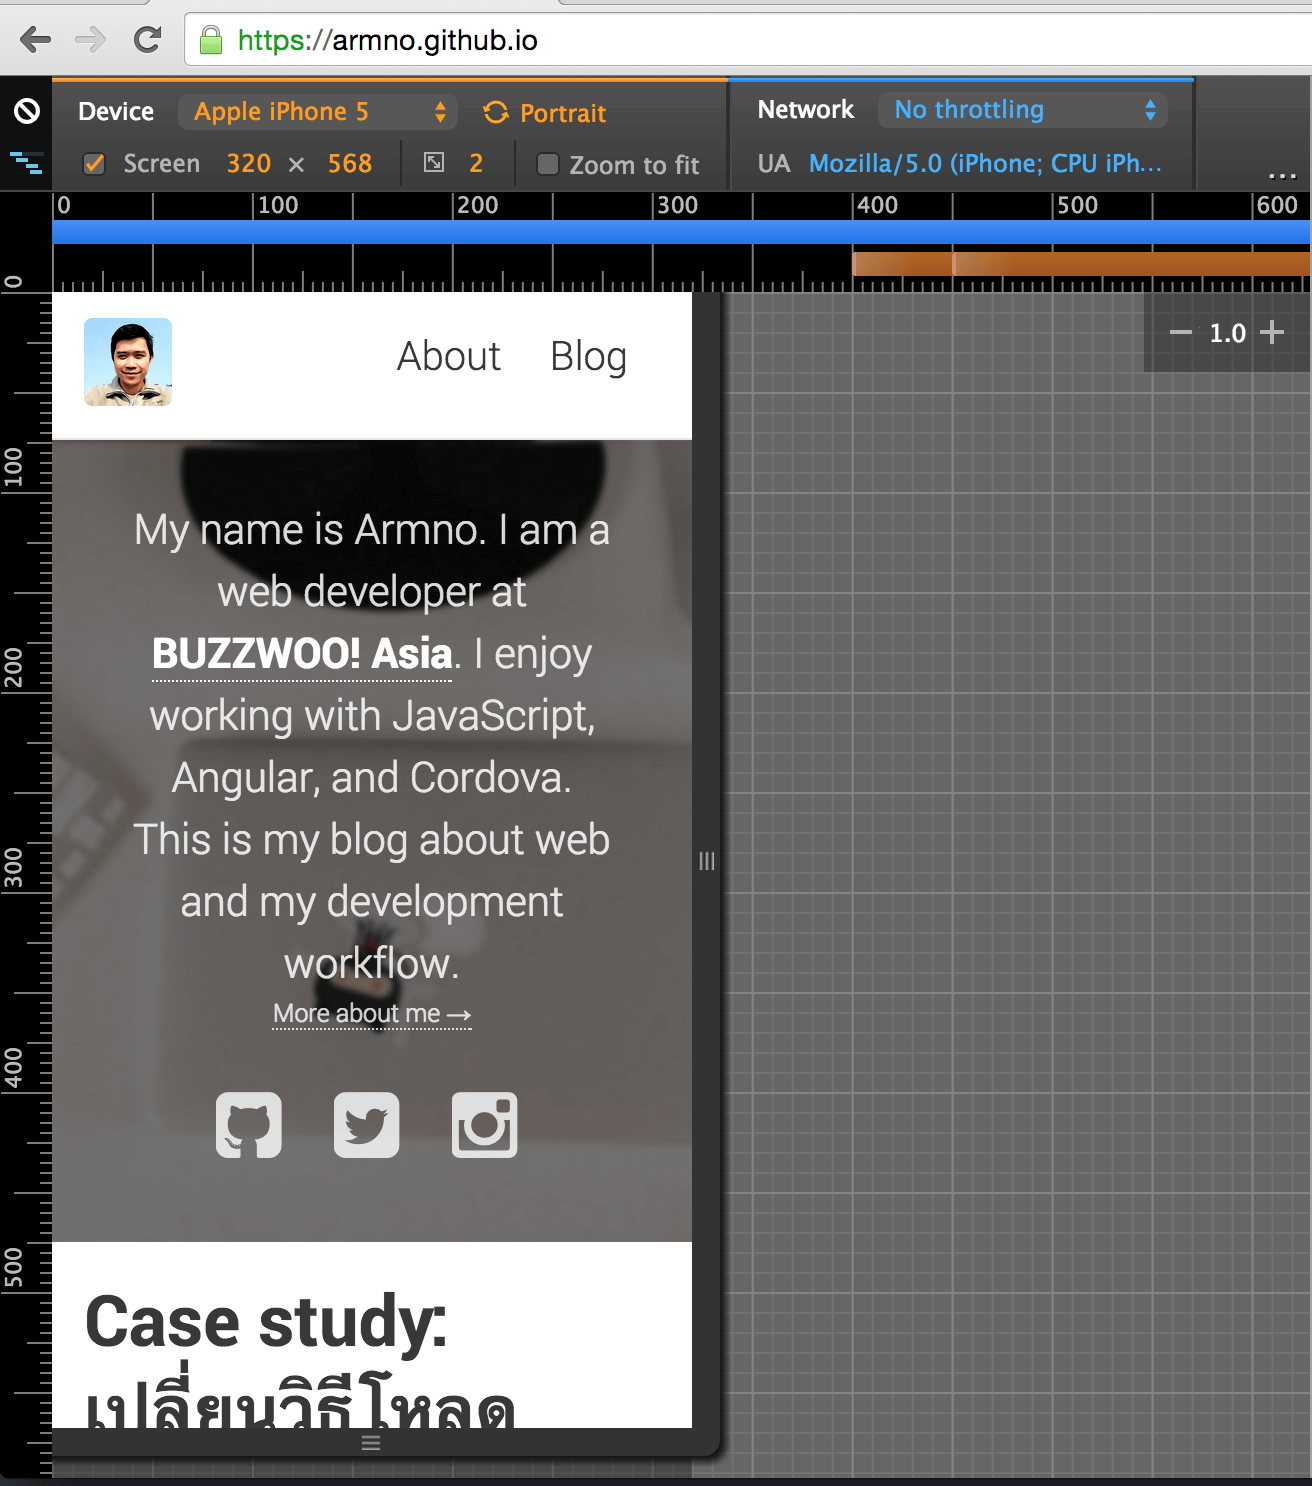 https://armno.github.io
Device Apple iPhone 5 Portrait Network No throttling
Screen 320 × 568 2 Zoom to fit UA Mozilla/5.0 (iPhone; CPU iPh...
...
0 100 200 300 400 500 600
0
− 1.0 +
About Blog
100
My name is Armno. I am a
web developer at
BUZZWOO! Asia. I enjoy
200
working with JavaScript,
Angular, and Cordova.
This is my blog about web
300
and my development
workflow.
More about me →
400
500
Case study:
เปลี่ยนวิธีโหลด